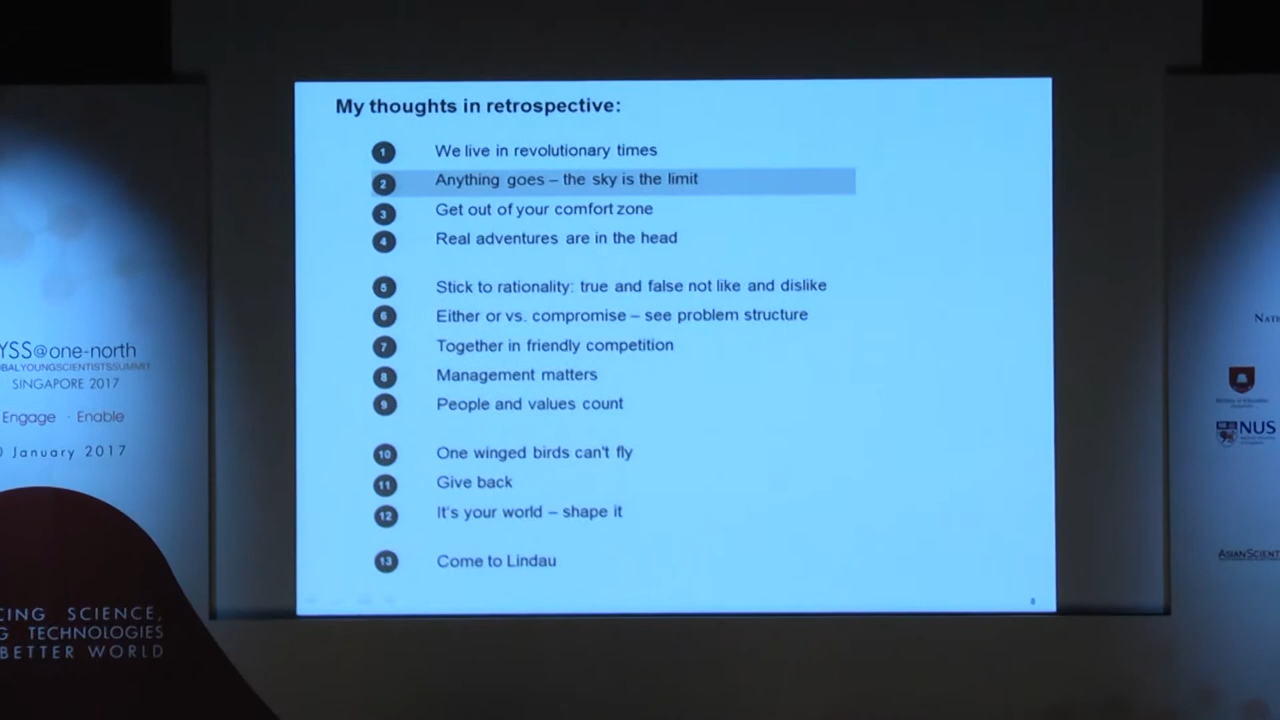 My thoughts in retrospective:
1 We live in revolutionary times
2 Anything goes – the sky is the limit
3 Get out of your comfort zone
4 Real adventures are in the head
5 Stick to rationality: true and false not like and dislike
6 Either or vs. compromise – see problem structure
7 Together in friendly competition
8 Management matters
9 People and values count
10 One winged birds can't fly
11 Give back
12 It's your world – shape it
13 Come to Lindau
8
YSS@one-north
BALYOUNGSCIENTISTSSUMMIT
SINGAPORE 2017
Engage · Enable
January 2017
CING SCIENCE,
G TECHNOLOGIES
BETTER WORLD
NATI
NUS
ASIANSCIENT